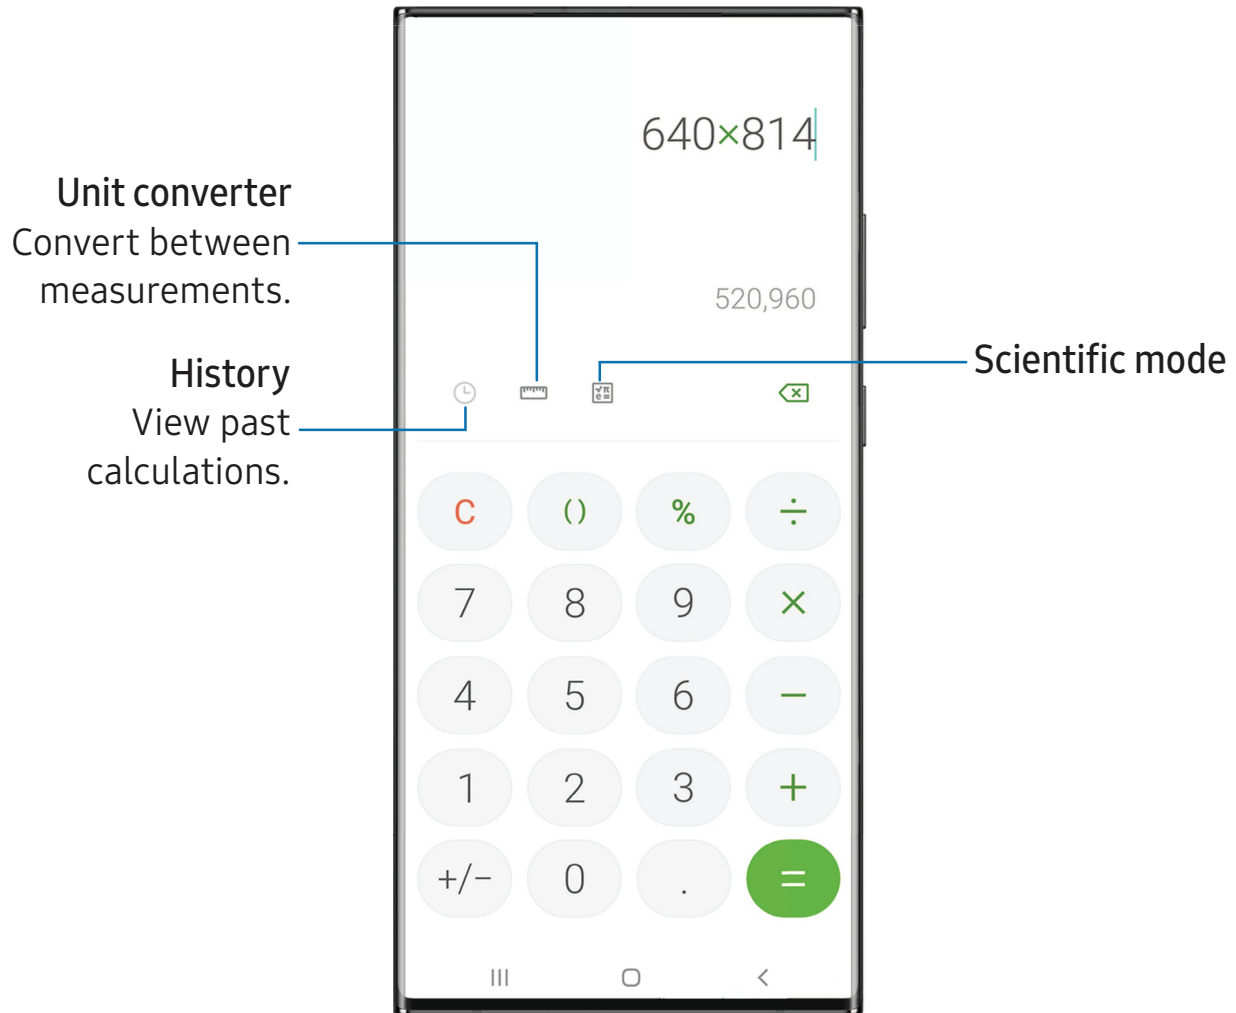 640×814
Unit converter
Convert between
measurements.
520,960
Scientific mode
History
View past
calculations.
√π
e=
C
()
%
÷
7
8
9
×
4
5
6
−
1
2
3
+
+/−
0
.
=